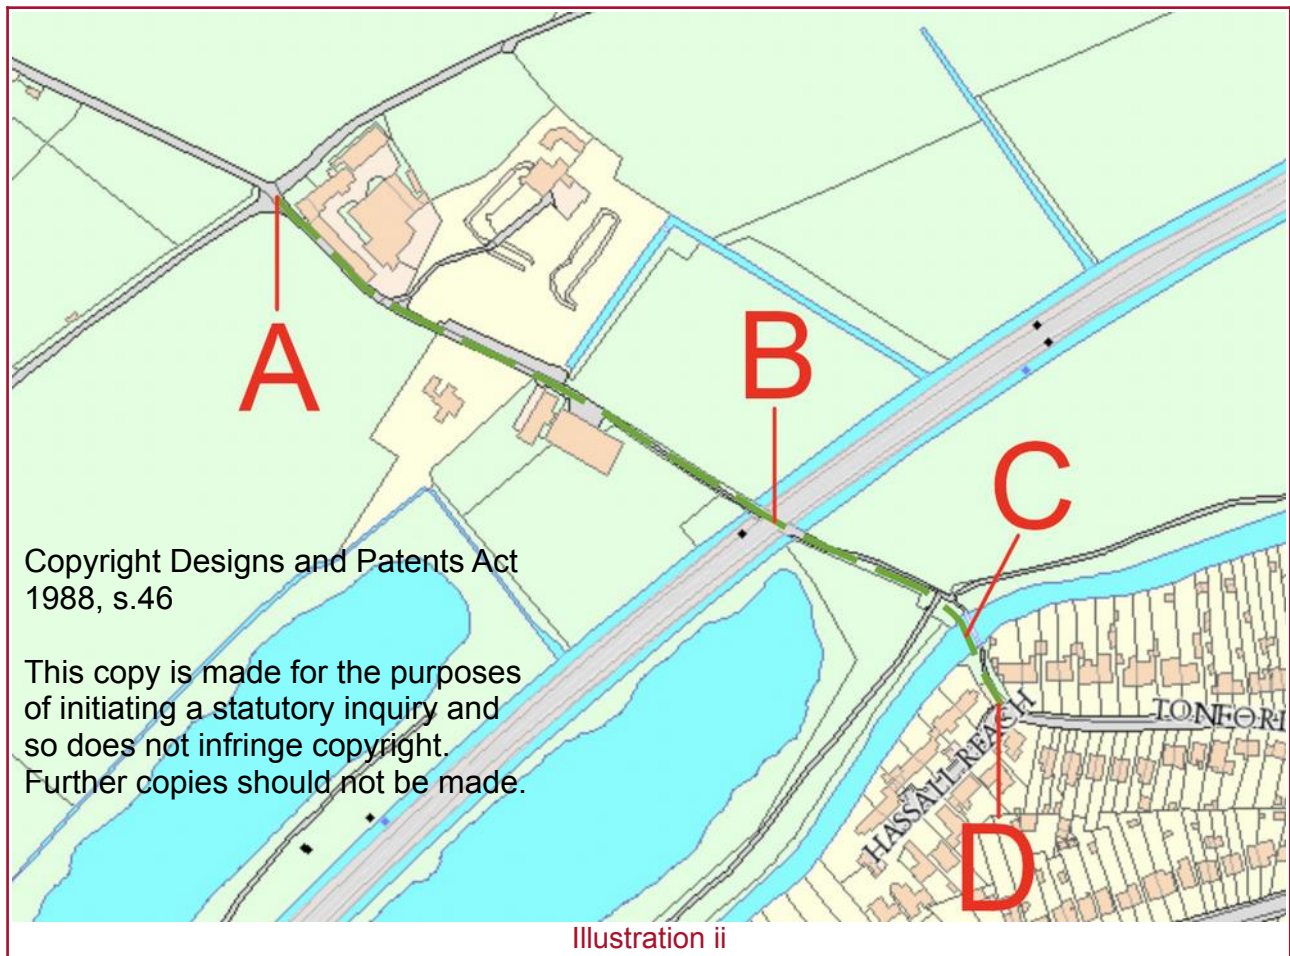 A
B
C
Copyright Designs and Patents Act
1988, s.46
This copy is made for the purposes
of initiating a statutory inquiry and
so does not infringe copyright.
Further copies should not be made.
TONFORD
HASSALL REACH
D
Illustration ii